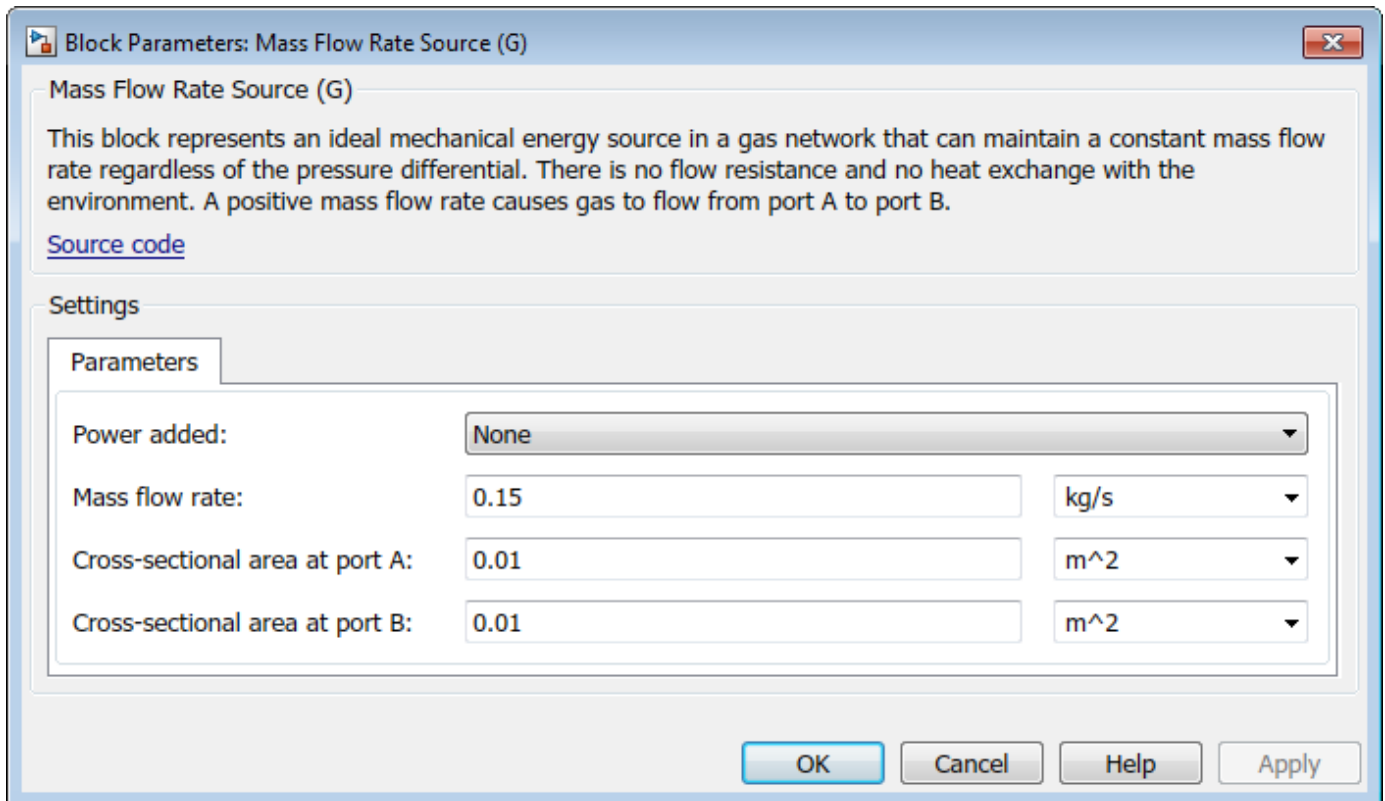 Block Parameters: Mass Flow Rate Source (G)
Mass Flow Rate Source (G)
This block represents an ideal mechanical energy source in a gas network that can maintain a constant mass flow
rate regardless of the pressure differential. There is no flow resistance and no heat exchange with the
environment. A positive mass flow rate causes gas to flow from port A to port B.
Source code
Settings
Parameters
Power added: None
Mass flow rate: 0.15 kg/s
Cross-sectional area at port A: 0.01 m^2
Cross-sectional area at port B: 0.01 m^2
OK Cancel Help Apply